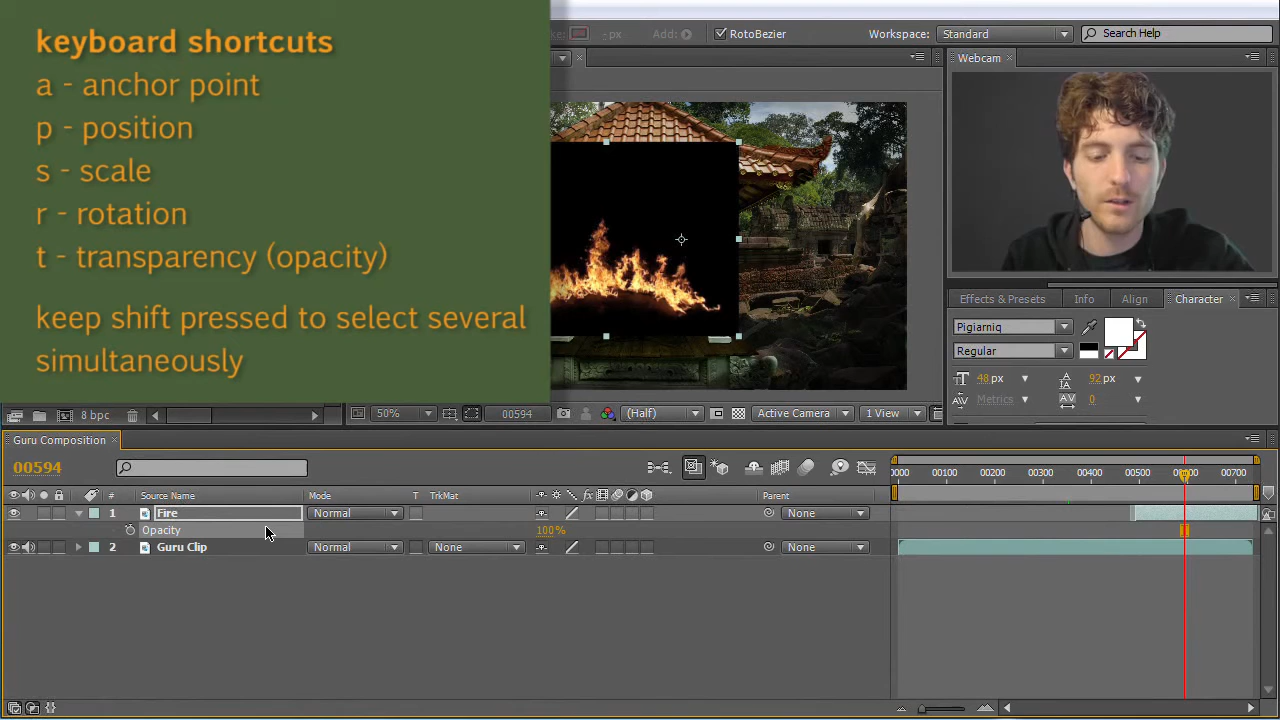 keyboard shortcuts
a - anchor point
p - position
s - scale
r - rotation
t - transparency (opacity)
keep shift pressed to select several
simultaneously
px Add: RotoBezier Workspace: Standard Search Help
Webcam
Effects & Presets Info Align Character
Pigiarniq
Regular
48 px 92 px
Metrics 0
8 bpc 50% 00594 (Half) Active Camera 1 View
Guru Composition
00594
0000 00100 00200 00300 00400 00500 00600 00700
# Source Name Mode T TrkMat Parent
1 Fire Normal None
Opacity 100%
2 Guru Clip Normal None None